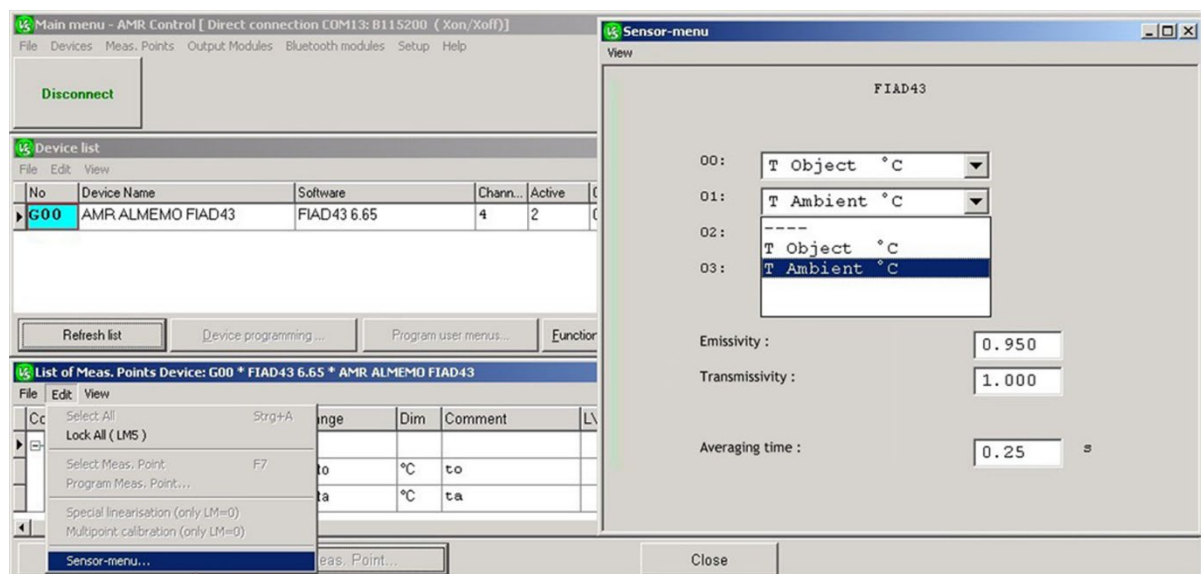 Main menu - AMR Control [ Direct connection COM13: B115200 ( Xon/Xoff)]
File Devices Meas. Points Output Modules Bluetooth modules Setup Help
Disconnect
Device list
File Edit View
No Device Name Software Chann... Active
G00 AMR ALMEMO FIAD43 FIAD43 6.65 4 2
Refresh list Device programming ... Program user menus...
List of Meas. Points Device: G00 * FIAD43 6.65 * AMR ALMEMO FIAD43
File Edit View
Dim Comment
Select All Strg+A
Lock All ( LM5 )
Select Meas. Point F7
Program Meas. Point...
Special linearisation (only LM=0)
Multipoint calibration (only LM=0)
Sensor-menu...
°C to
°C ta
Point...
Sensor-menu
View
FIAD43
00: T Object °C
01: T Ambient °C
02: ----
T Object °C
03: T Ambient °C
Emissivity : 0.950
Transmissivity : 1.000
Averaging time : 0.25 s
Close